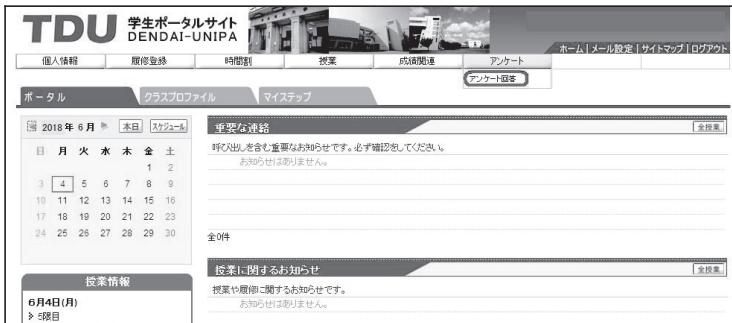 TDU 学生ポータルサイト
DENDAI-UNIPA
ホーム | メール設定 | サイトマップ | ログアウト
個人情報 履修登録 時間割 授業 成績関連 アンケート
アンケート回答
ポータル クラスプロファイル マイステップ
2018年 6月 本日 スケジュール
日 月 火 水 木 金 土
1 2
3 4 5 6 7 8 9
10 11 12 13 14 15 16
17 18 19 20 21 22 23
24 25 26 27 28 29 30
授業情報
6月4日(月)
5限目
重要な連絡 全授業
呼び出しを含む重要なお知らせです。必ず確認をしてください。
お知らせはありません。
全0件
授業に関するお知らせ 全授業
授業や履修に関するお知らせです。
お知らせはありません。